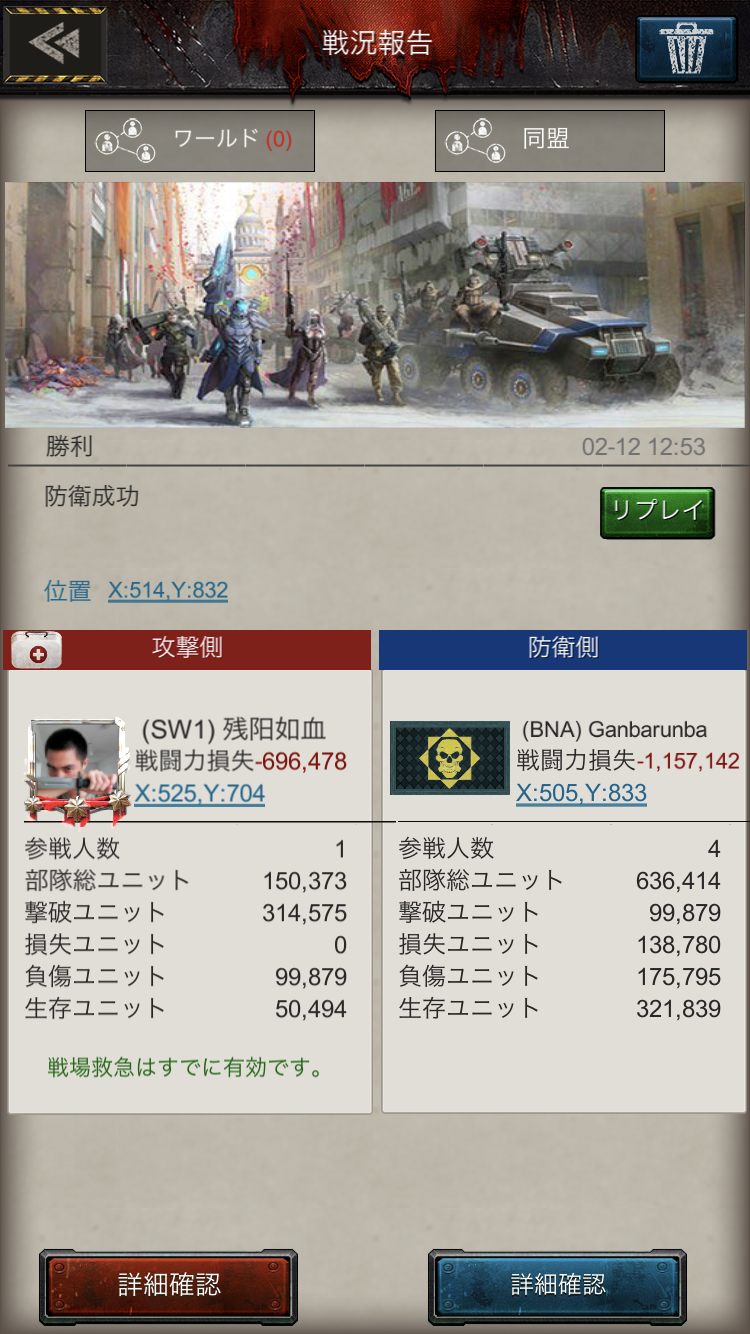 戦況報告
ワールド (0)
同盟
勝利
02-12 12:53
防衛成功
リプレイ
位置 X:514,Y:832
攻撃側
防衛側
(SW1) 残阳如血
戦闘力損失-696,478
X:525,Y:704
(BNA) Ganbarunba
戦闘力損失-1,157,142
X:505,Y:833
参戦人数 1
部隊総ユニット 150,373
撃破ユニット 314,575
損失ユニット 0
負傷ユニット 99,879
生存ユニット 50,494
戦場救急はすでに有効です。
参戦人数 4
部隊総ユニット 636,414
撃破ユニット 99,879
損失ユニット 138,780
負傷ユニット 175,795
生存ユニット 321,839
詳細確認
詳細確認